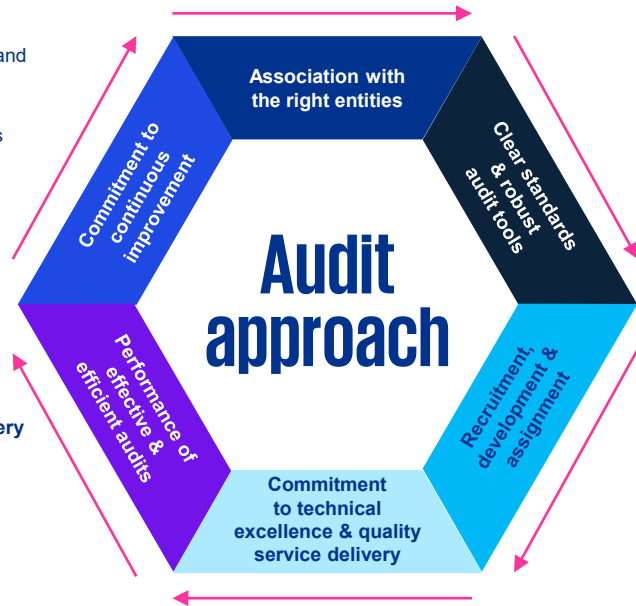 and
s
ery
Association with
the right entities
Clear standards
& robust
audit tools
Recruitment,
development &
assignment
Commitment
to technical
excellence & quality
service delivery
Performance of
effective &
efficient audits
Commitment to
continuous
improvement
Audit
approach